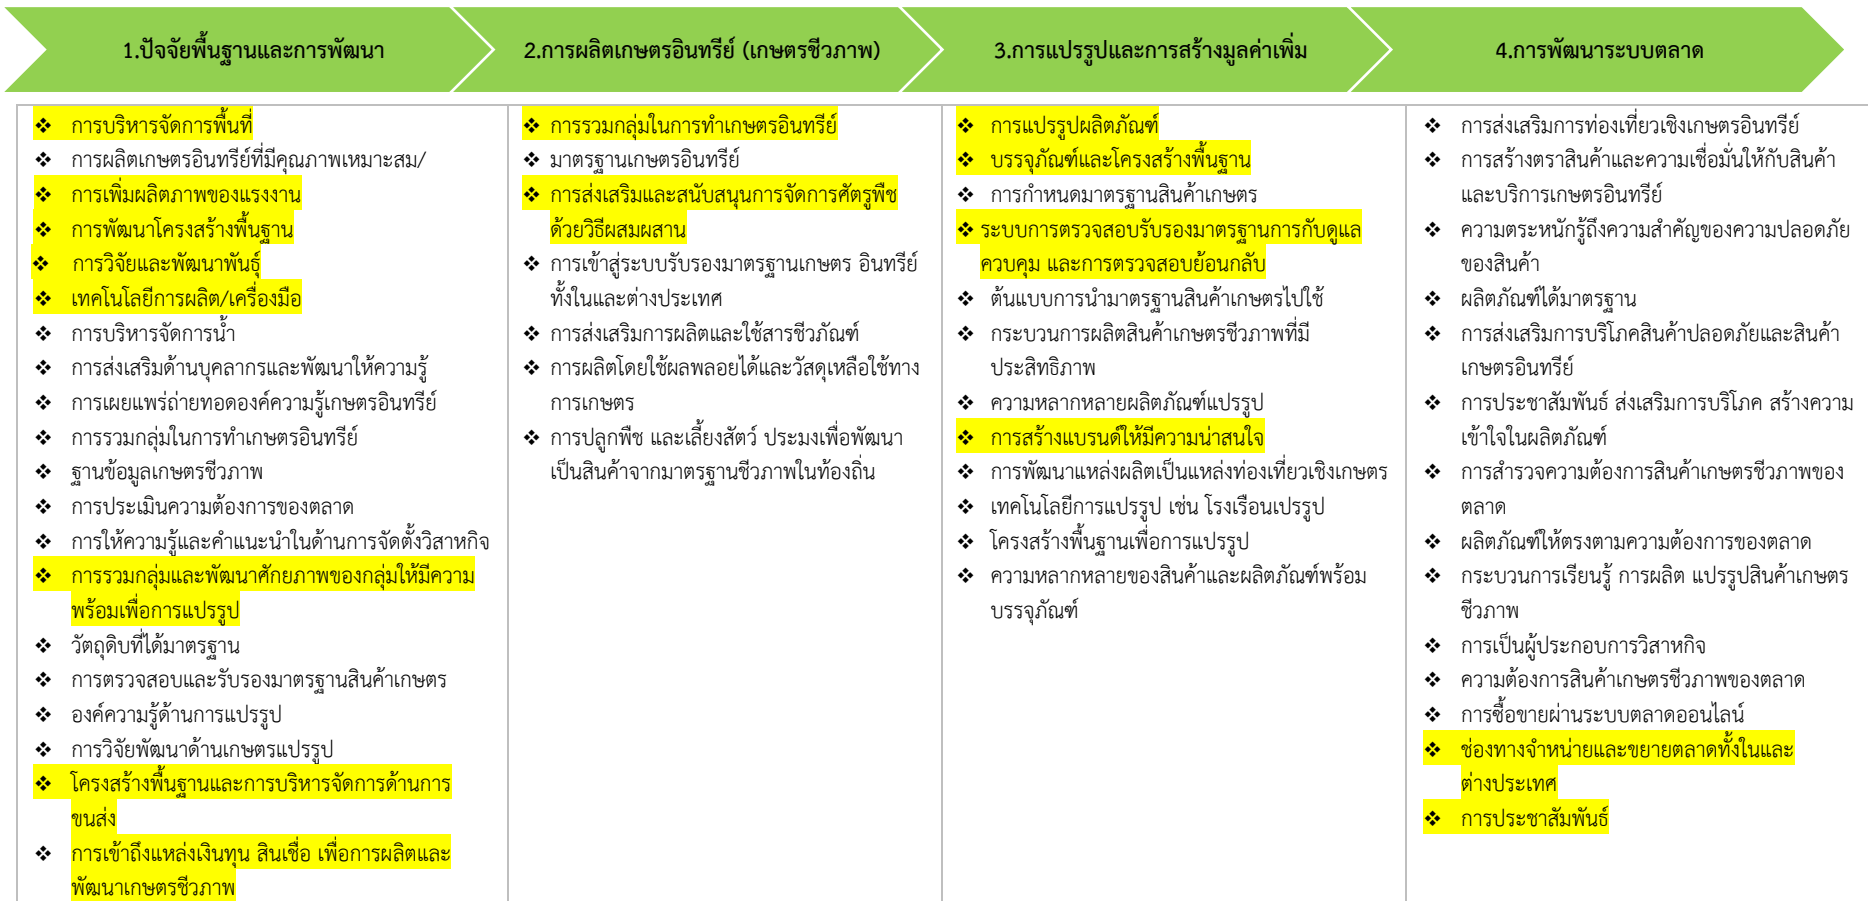 1.ปัจจัยพื้นฐานและการพัฒนา
2.การผลิตเกษตรอินทรีย์ (เกษตรชีวภาพ)
3.การแปรรูปและการสร้างมูลค่าเพิ่ม
4.การพัฒนาระบบตลาด
❖ การบริหารจัดการพื้นที่
❖ การผลิตเกษตรอินทรีย์ที่มีคุณภาพเหมาะสม/
❖ การเพิ่มผลิตภาพของแรงงาน
❖ การพัฒนาโครงสร้างพื้นฐาน
❖ การวิจัยและพัฒนาพันธุ์
❖ เทคโนโลยีการผลิต/เครื่องมือ
❖ การบริหารจัดการน้ำ
❖ การส่งเสริมด้านบุคลากรและพัฒนาให้ความรู้
❖ การเผยแพร่ถ่ายทอดองค์ความรู้เกษตรอินทรีย์
❖ การรวมกลุ่มในการทำเกษตรอินทรีย์
❖ ฐานข้อมูลเกษตรชีวภาพ
❖ การประเมินความต้องการของตลาด
❖ การให้ความรู้และคำแนะนำในด้านการจัดตั้งวิสาหกิจ
❖ การรวมกลุ่มและพัฒนาศักยภาพของกลุ่มให้มีความ
พร้อมเพื่อการแปรรูป
❖ วัตถุดิบที่ได้มาตรฐาน
❖ การตรวจสอบและรับรองมาตรฐานสินค้าเกษตร
❖ องค์ความรู้ด้านการแปรรูป
❖ การวิจัยพัฒนาด้านเกษตรแปรรูป
❖ โครงสร้างพื้นฐานและการบริหารจัดการด้านการ
ขนส่ง
❖ การเข้าถึงแหล่งเงินทุน สินเชื่อ เพื่อการผลิตและ
พัฒนาเกษตรชีวภาพ
❖ การรวมกลุ่มในการทำเกษตรอินทรีย์
❖ มาตรฐานเกษตรอินทรีย์
❖ การส่งเสริมและสนับสนุนการจัดการศัตรูพืช
ด้วยวิธีผสมผสาน
❖ การเข้าสู่ระบบรับรองมาตรฐานเกษตร อินทรีย์
ทั้งในและต่างประเทศ
❖ การส่งเสริมการผลิตและใช้สารชีวภัณฑ์
❖ การผลิตโดยใช้ผลพลอยได้และวัสดุเหลือใช้ทาง
การเกษตร
❖ การปลูกพืช และเลี้ยงสัตว์ ประมงเพื่อพัฒนา
เป็นสินค้าจากมาตรฐานชีวภาพในท้องถิ่น
❖ การแปรรูปผลิตภัณฑ์
❖ บรรจุภัณฑ์และโครงสร้างพื้นฐาน
❖ การกำหนดมาตรฐานสินค้าเกษตร
❖ ระบบการตรวจสอบรับรองมาตรฐานการกับดูแล
ควบคุม และการตรวจสอบย้อนกลับ
❖ ต้นแบบการนำมาตรฐานสินค้าเกษตรไปใช้
❖ กระบวนการผลิตสินค้าเกษตรชีวภาพที่มี
ประสิทธิภาพ
❖ ความหลากหลายผลิตภัณฑ์แปรรูป
❖ การสร้างแบรนด์ให้มีความน่าสนใจ
❖ การพัฒนาแหล่งผลิตเป็นแหล่งท่องเที่ยวเชิงเกษตร
❖ เทคโนโลยีการแปรรูป เช่น โรงเรือนเปรรูป
❖ โครงสร้างพื้นฐานเพื่อการแปรรูป
❖ ความหลากหลายของสินค้าและผลิตภัณฑ์พร้อม
บรรจุภัณฑ์
❖ การส่งเสริมการท่องเที่ยวเชิงเกษตรอินทรีย์
❖ การสร้างตราสินค้าและความเชื่อมั่นให้กับสินค้า
และบริการเกษตรอินทรีย์
❖ ความตระหนักรู้ถึงความสำคัญของความปลอดภัย
ของสินค้า
❖ ผลิตภัณฑ์ได้มาตรฐาน
❖ การส่งเสริมการบริโภคสินค้าปลอดภัยและสินค้า
เกษตรอินทรีย์
❖ การประชาสัมพันธ์ ส่งเสริมการบริโภค สร้างความ
เข้าใจในผลิตภัณฑ์
❖ การสำรวจความต้องการสินค้าเกษตรชีวภาพของ
ตลาด
❖ ผลิตภัณฑ์ให้ตรงตามความต้องการของตลาด
❖ กระบวนการเรียนรู้ การผลิต แปรรูปสินค้าเกษตร
ชีวภาพ
❖ การเป็นผู้ประกอบการวิสาหกิจ
❖ ความต้องการสินค้าเกษตรชีวภาพของตลาด
❖ การซื้อขายผ่านระบบตลาดออนไลน์
❖ ช่องทางจำหน่ายและขยายตลาดทั้งในและ
ต่างประเทศ
❖ การประชาสัมพันธ์